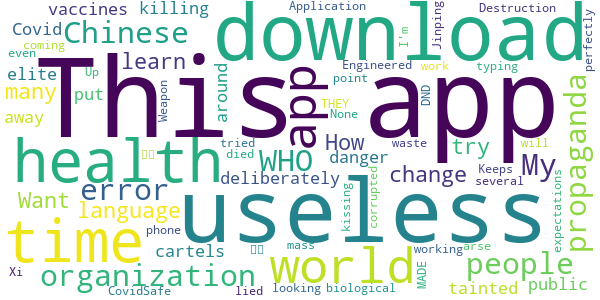 vaccines killing Application Destruction
Covid Chinese download Jinping I'm perfectly
coming even Up Engineered work typing
elite learn This app app
many put around Weapon point THEY None DND
away tried How waste propaganda
health died WHO danger try My
error deliberately change Keeps several will
Want language useless kissing corrupted expectations
time phone cartels mass world working arse people
Xi organization looking biological MADE tainted public
CovidSafe lied